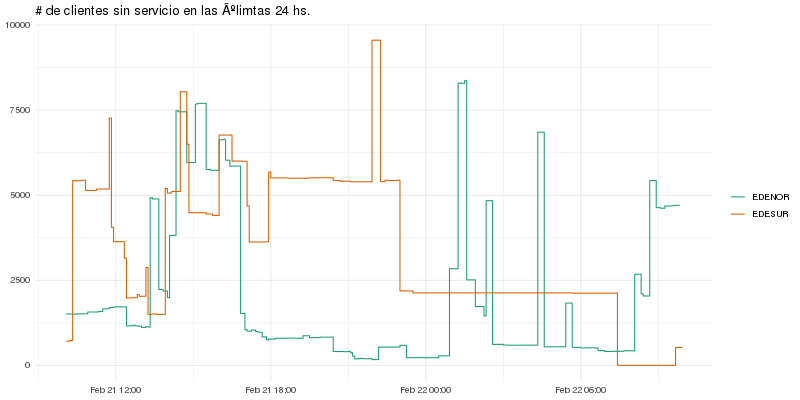 # de clientes sin servicio en las Ãºlimtas 24 hs.
10000
7500
5000
2500
0
Feb 21 12:00
Feb 21 18:00
Feb 22 00:00
Feb 22 06:00
EDENOR
EDESUR